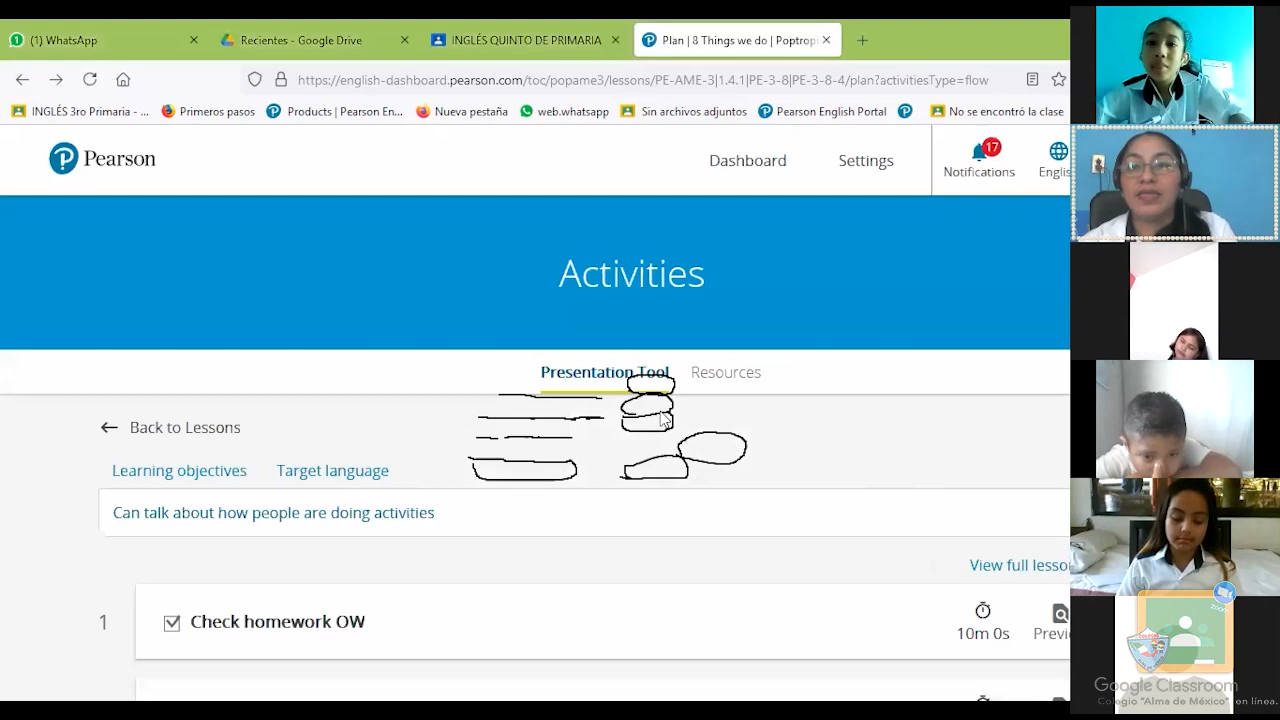 (1) WhatsApp
Recientes - Google Drive
INGLÉS QUINTO DE PRIMARIA
Plan | 8 Things we do | Poptropi
https://english-dashboard.pearson.com/toc/popame3/lessons/PE-AME-3|1.4.1|PE-3-8|PE-3-8-4/plan?activitiesType=flow
INGLÉS 3ro Primaria - ...
Primeros pasos
Products | Pearson En...
Nueva pestaña
web.whatsapp
Sin archivos adjuntos
Pearson English Portal
No se encontró la clase
Pearson
Dashboard
Settings
17
Notifications
Englis
Activities
Presentation Tool
Resources
Back to Lessons
Learning objectives
Target language
Can talk about how people are doing activities
View full lesso
1
Check homework OW
10m 0s
Previ
zoom
Google Classroom
Colegio "Alma de México" en línea.